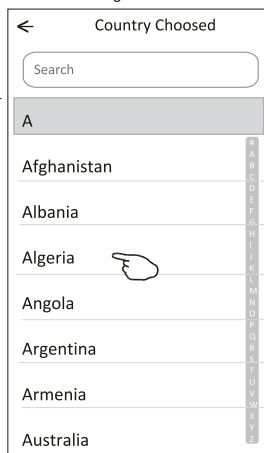 Country Choosed
Search
A
Afghanistan
Albania
Algeria
Angola
Argentina
Armenia
Australia
#
A
B
C
D
E
F
G
H
I
J
K
L
M
N
O
P
Q
R
S
T
U
V
W
X
Y
Z